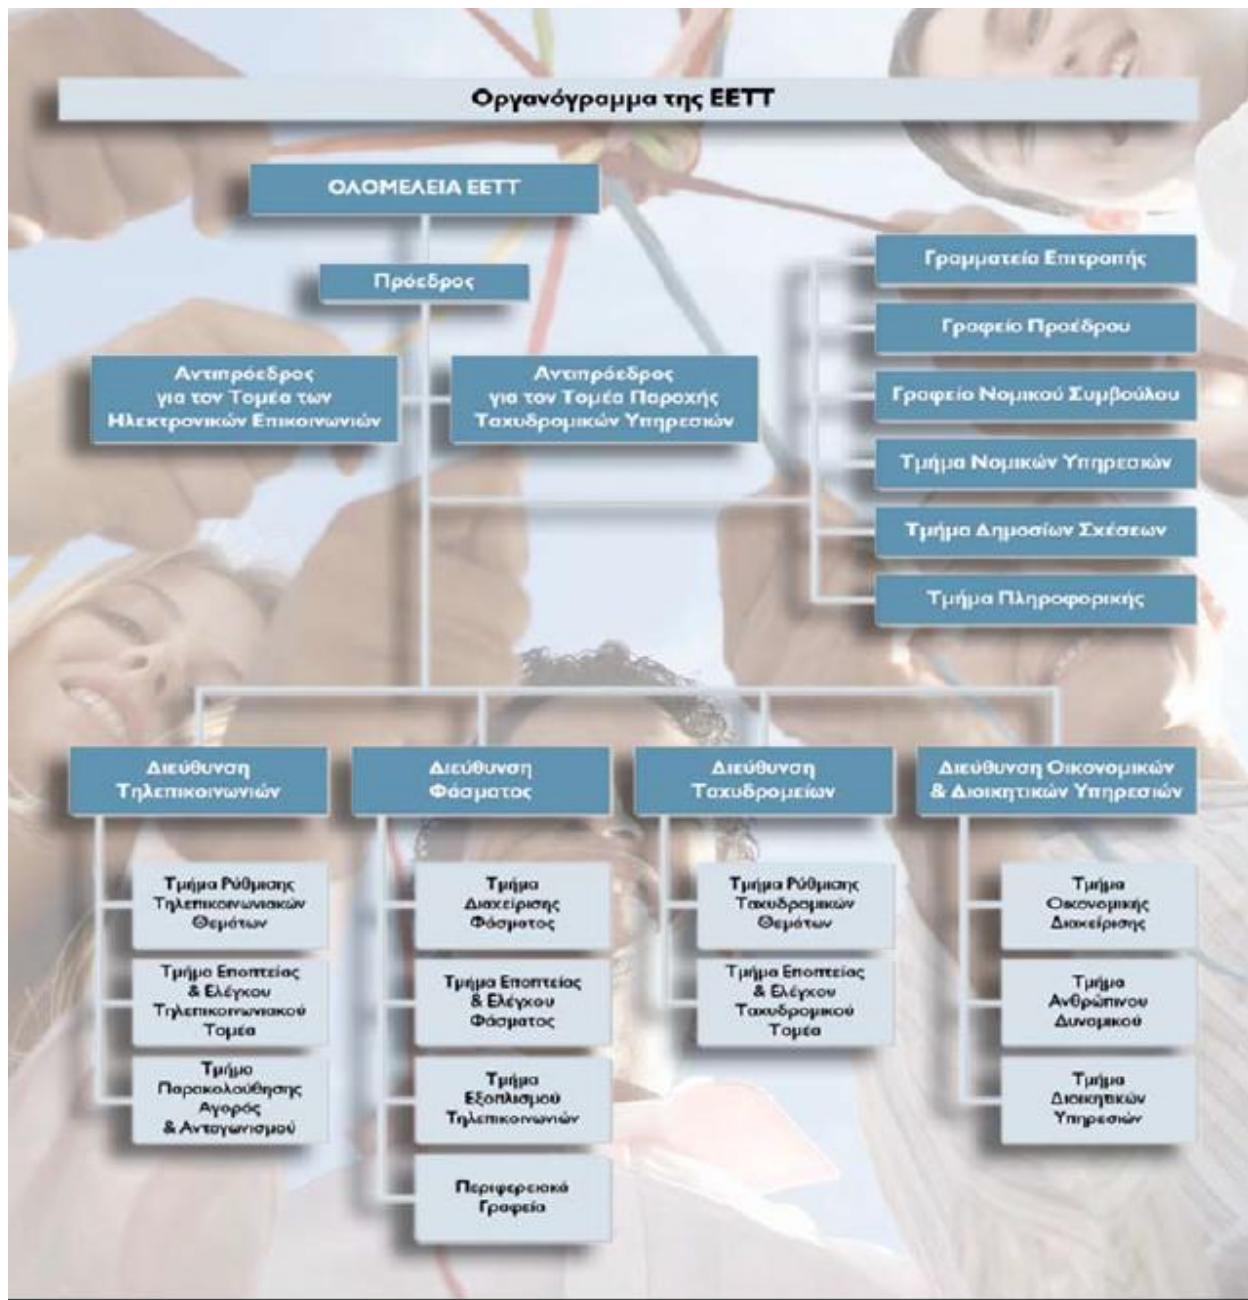 Οργανόγραμμα της ΕΕΤΤ
ΟΛΟΜΕΛΕΙΑ ΕΕΤΤ
Πρόεδρος
Αντιπρόεδρος
για τον Τομέα των
Ηλεκτρονικών Επικοινωνιών
Αντιπρόεδρος
για τον Τομέα Παροχής
Ταχυδρομικών Υπηρεσιών
Γραμματεία Επιτροπής
Γραφείο Προέδρου
Γραφείο Νομικού Συμβούλου
Τμήμα Νομικών Υπηρεσιών
Τμήμα Δημοσίων Σχέσεων
Τμήμα Πληροφορικής
Διεύθυνση
Τηλεπικοινωνιών
Τμήμα Ρύθμισης
Τηλεπικοινωνιακών
Θεμάτων
Τμήμα Εποπτείας
& Ελέγχου
Τηλεπικοινωνιακού
Τομέα
Τμήμα
Παρακολούθησης
Αγοράς
& Ανταγωνισμού
Διεύθυνση
Φάσματος
Τμήμα
Διαχείρισης
Φάσματος
Τμήμα Εποπτείας
& Ελέγχου
Φάσματος
Τμήμα
Εξοπλισμού
Τηλεπικοινωνιών
Περιφερειακά
Γραφεία
Διεύθυνση
Ταχυδρομείων
Τμήμα Ρύθμισης
Ταχυδρομικών
Θεμάτων
Τμήμα Εποπτείας
& Ελέγχου
Ταχυδρομικού
Τομέα
Διεύθυνση Οικονομικών
& Διοικητικών Υπηρεσιών
Τμήμα
Οικονομικής
Διαχείρισης
Τμήμα
Ανθρώπινου
Δυναμικού
Τμήμα
Διοικητικών
Υπηρεσιών